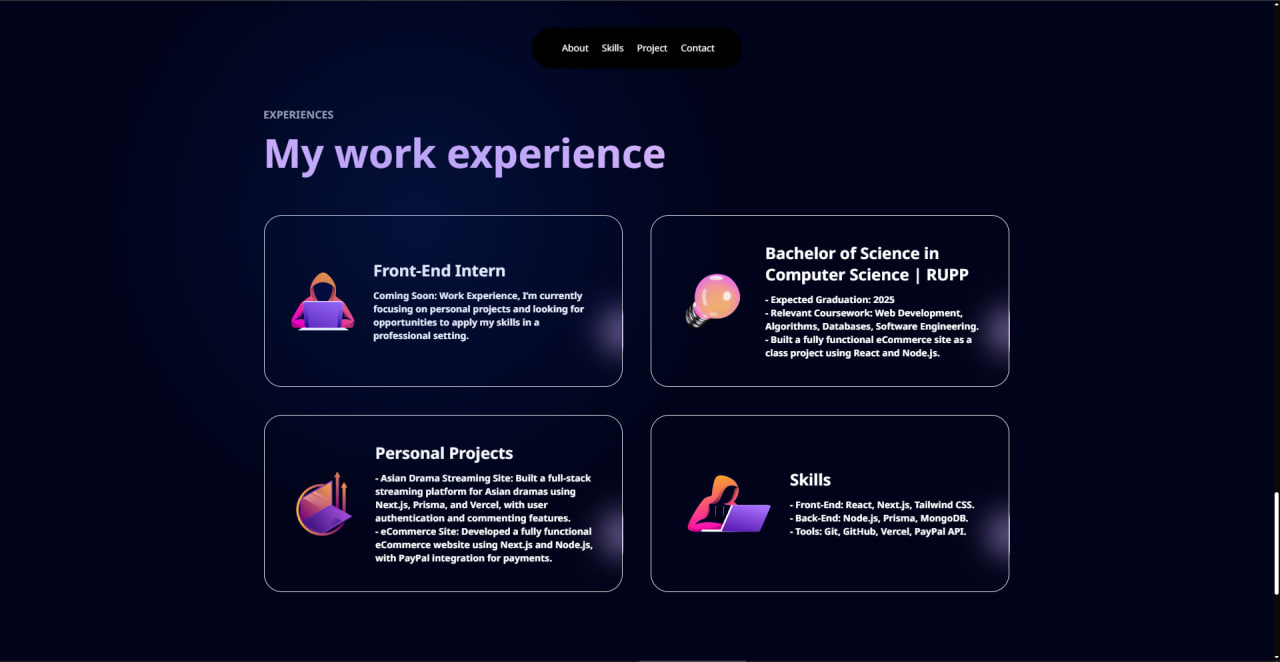 About Skills Project Contact
EXPERIENCES
My work experience
Front-End Intern
Coming Soon: Work Experience, I'm currently
focusing on personal projects and looking for
opportunities to apply my skills in a
professional setting.
Bachelor of Science in
Computer Science | RUPP
- Expected Graduation: 2025
- Relevant Coursework: Web Development,
Algorithms, Databases, Software Engineering.
- Built a fully functional eCommerce site as a
class project using React and Node.js.
Personal Projects
- Asian Drama Streaming Site: Built a full-stack
streaming platform for Asian dramas using
Next.js, Prisma, and Vercel, with user
authentication and commenting features.
- eCommerce Site: Developed a fully functional
eCommerce website using Next.js and Node.js,
with PayPal integration for payments.
Skills
- Front-End: React, Next.js, Tailwind CSS.
- Back-End: Node.js, Prisma, MongoDB.
- Tools: Git, GitHub, Vercel, PayPal API.